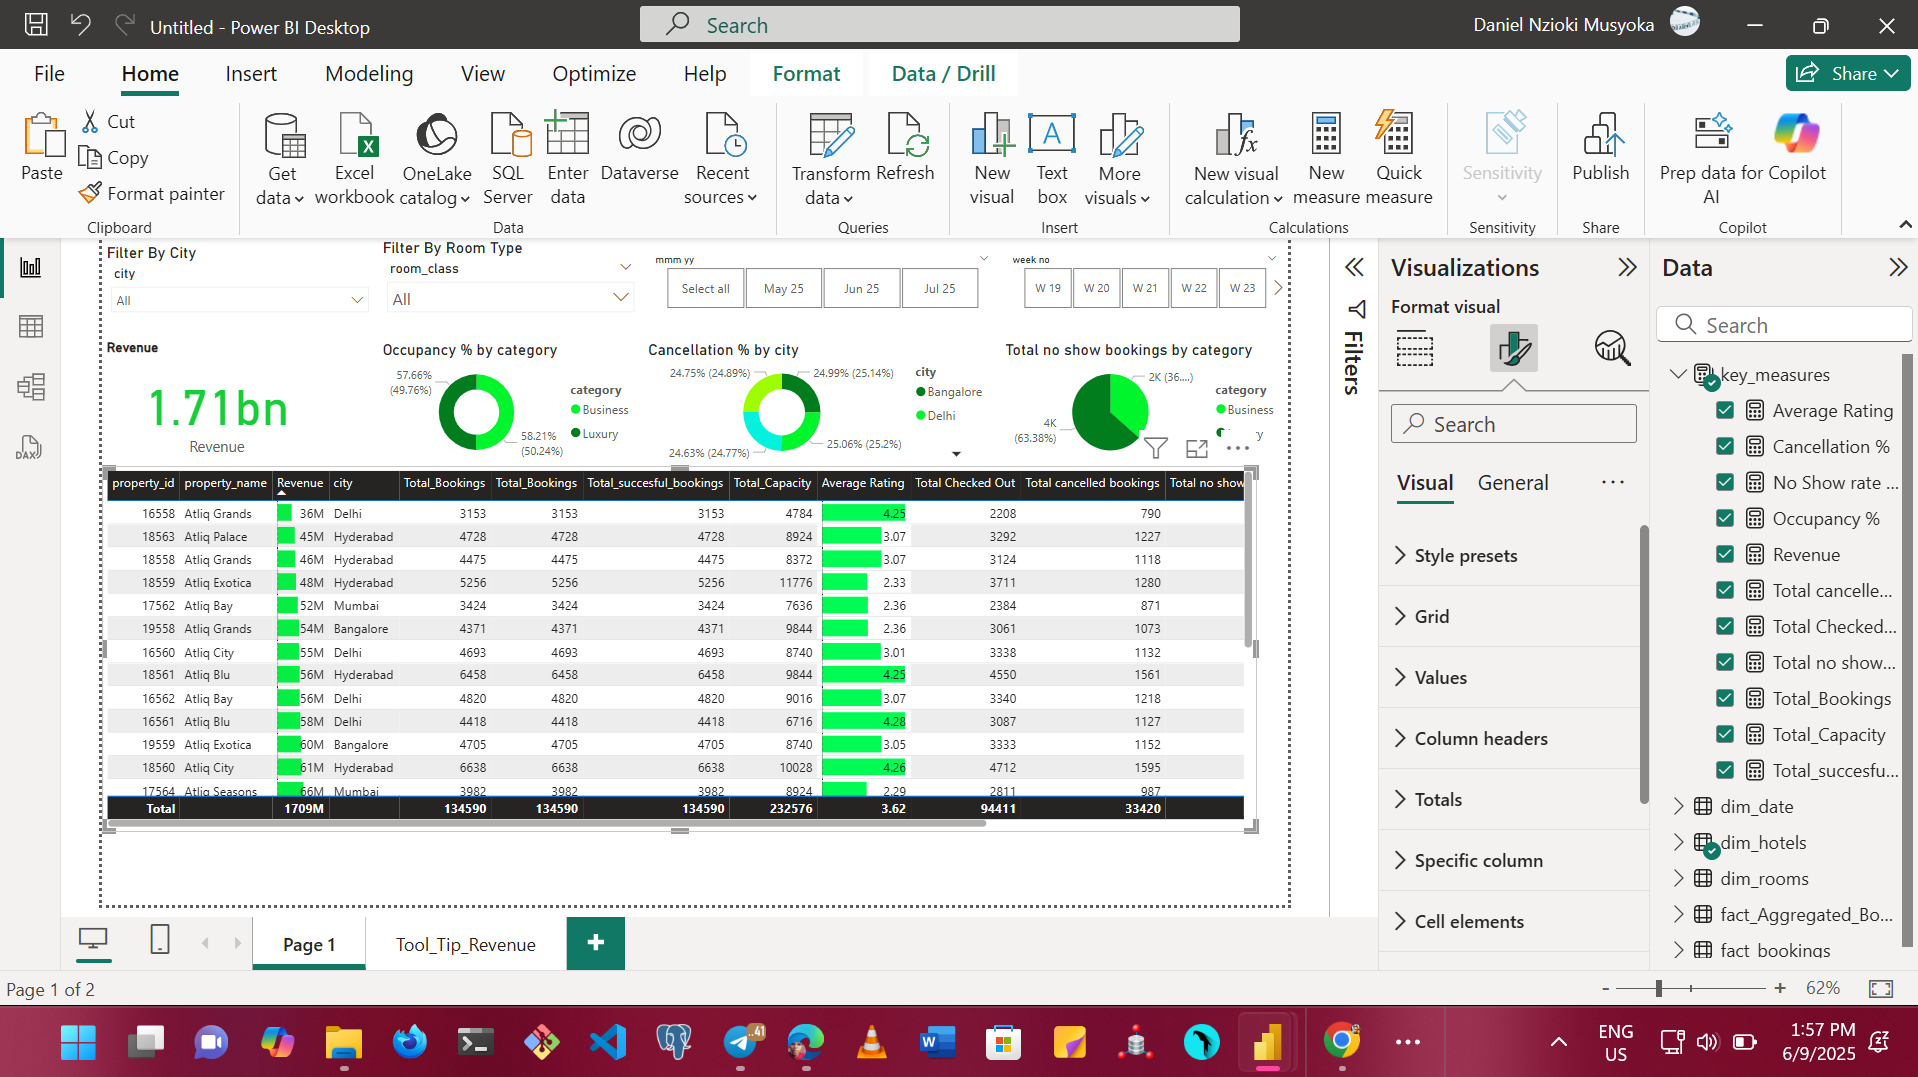 Untitled - Power BI Desktop
Search
Daniel Nzioki Musyoka
File Home Insert Modeling View Optimize Help Format Data / Drill
Share
Paste
Cut
Copy
Format painter
Clipboard
Get data
Excel workbook
OneLake catalog
SQL Server
Enter data
Dataverse
Recent sources
Data
Transform data
Refresh
Queries
New visual
Text box
More visuals
Insert
New visual calculation
New measure
Quick measure
Calculations
Sensitivity
Sensitivity
Publish
Share
Prep data for AI
Copilot
Copilot
DAX
Filter By City
city
All
Filter By Room Type
room_class
All
mmm yy
Select all May 25 Jun 25 Jul 25
week no
W 19 W 20 W 21 W 22 W 23
Revenue
1.71bn
Revenue
Occupancy % by category
57.66%
(49.76%)
58.21%
(50.24%)
category
Business
Luxury
Cancellation % by city
24.75% (24.89%)
24.99% (25.14%)
25.06% (25.2%)
24.63% (24.77%)
city
Bangalore
Delhi
Total no show bookings by category
2K (36....)
4K
(63.38%)
category
Business
property_id property_name Revenue city Total_Bookings Total_Bookings Total_succesful_bookings Total_Capacity Average Rating Total Checked Out Total cancelled bookings Total no show
16558 Atliq Grands 36M Delhi 3153 3153 3153 4784 4.25 2208 790
18563 Atliq Palace 45M Hyderabad 4728 4728 4728 8924 3.07 3292 1227
18558 Atliq Grands 46M Hyderabad 4475 4475 4475 8372 3.07 3124 1118
18559 Atliq Exotica 48M Hyderabad 5256 5256 5256 11776 2.33 3711 1280
17562 Atliq Bay 52M Mumbai 3424 3424 3424 7636 2.36 2384 871
19558 Atliq Grands 54M Bangalore 4371 4371 4371 9844 2.36 3061 1073
16560 Atliq City 55M Delhi 4693 4693 4693 8740 3.01 3338 1132
18561 Atliq Blu 56M Hyderabad 6458 6458 6458 9844 4.25 4550 1561
16562 Atliq Bay 56M Delhi 4820 4820 4820 9016 3.07 3340 1218
16561 Atliq Blu 58M Delhi 4418 4418 4418 6716 4.28 3087 1127
19559 Atliq Exotica 60M Bangalore 4705 4705 4705 8740 3.05 3333 1152
18560 Atliq City 61M Hyderabad 6638 6638 6638 10028 4.26 4712 1595
17564 Atliq Seasons 66M Mumbai 3982 3982 3982 8924 2.29 2811 987
Total 1709M 134590 134590 134590 232576 3.62 94411 33420
Filters
Visualizations
Format visual
Search
Visual General
Style presets
Grid
Values
Column headers
Totals
Specific column
Cell elements
Data
Search
key_measures
Average Rating
Cancellation %
No Show rate ...
Occupancy %
Revenue
Total cancelle...
Total Checked...
Total no show...
Total_Bookings
Total_Capacity
Total_succesfu...
dim_date
dim_hotels
dim_rooms
fact_Aggregated_Bo...
fact_bookings
Page 1 Tool_Tip_Revenue +
Page 1 of 2
- + 62%
..41
ENG
US
1:57 PM
6/9/2025